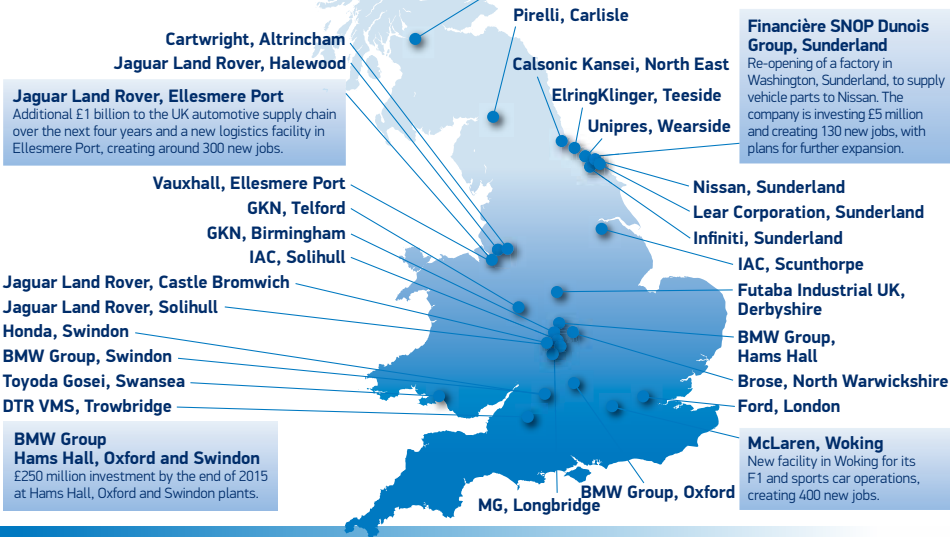 Pirelli, Carlisle
Cartwright, Altrincham
Jaguar Land Rover, Halewood
Jaguar Land Rover, Ellesmere Port
Additional £1 billion to the UK automotive supply chain
over the next four years and a new logistics facility in
Ellesmere Port, creating around 300 new jobs.
Calsonic Kansei, North East
ElringKlinger, Teeside
Unipres, Wearside
Financière SNOP Dunois
Group, Sunderland
Re-opening of a factory in
Washington, Sunderland, to supply
vehicle parts to Nissan. The
company is investing £5 million
and creating 130 new jobs, with
plans for further expansion.
Vauxhall, Ellesmere Port
GKN, Telford
GKN, Birmingham
IAC, Solihull
Jaguar Land Rover, Castle Bromwich
Jaguar Land Rover, Solihull
Honda, Swindon
BMW Group, Swindon
Toyoda Gosei, Swansea
DTR VMS, Trowbridge
Nissan, Sunderland
Lear Corporation, Sunderland
Infiniti, Sunderland
IAC, Scunthorpe
Futaba Industrial UK,
Derbyshire
BMW Group,
Hams Hall
Brose, North Warwickshire
Ford, London
BMW Group
Hams Hall, Oxford and Swindon
£250 million investment by the end of 2015
at Hams Hall, Oxford and Swindon plants.
MG, Longbridge
BMW Group, Oxford
McLaren, Woking
New facility in Woking for its
F1 and sports car operations,
creating 400 new jobs.